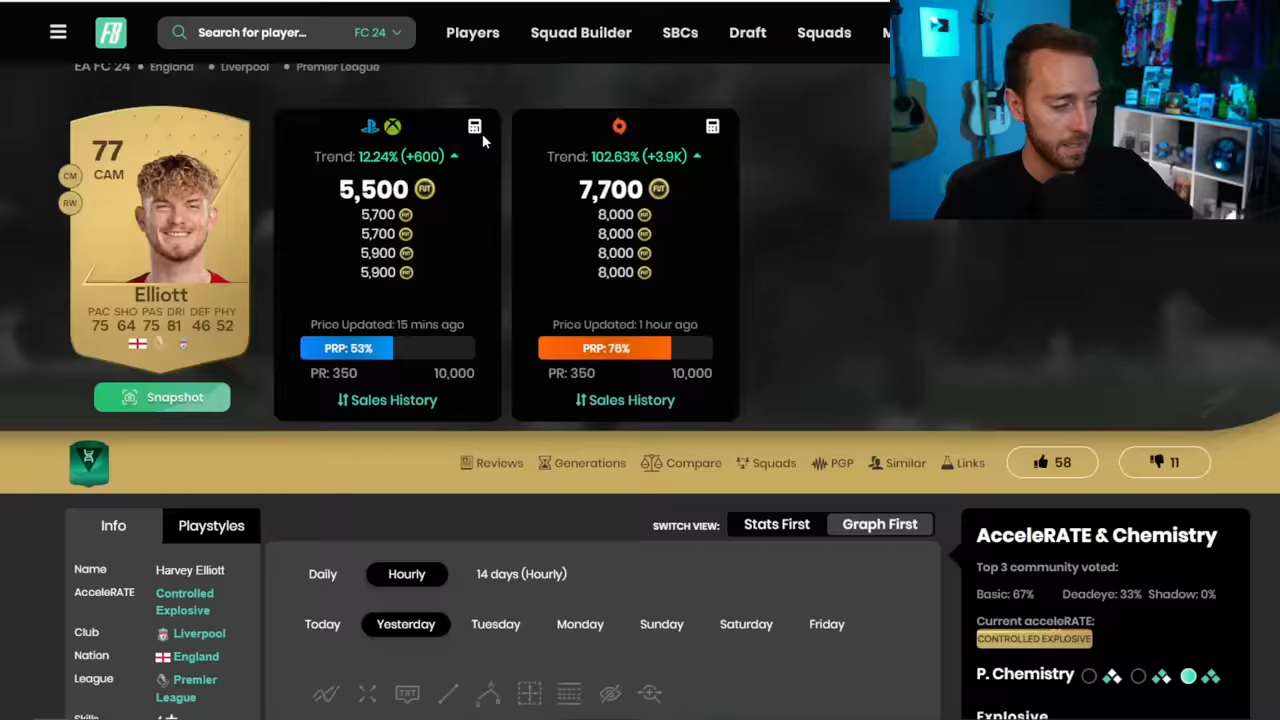 FB
Search for player...
FC 24
Players
Squad Builder
SBCs
Draft
Squads
M
EA FC 24
England
Liverpool
Premier League
77
CAM
CM
RW
Elliott
PAC SHO PAS DRI DEF PHY
75 64 75 81 46 52
Snapshot
Trend: 12.24% (+600)
5,500 FUT
5,700
5,700
5,900
5,900
Price Updated: 15 mins ago
PRP: 53%
PR: 350 10,000
Sales History
Trend: 102.63% (+3.9K)
7,700 FUT
8,000
8,000
8,000
8,000
Price Updated: 1 hour ago
PRP: 76%
PR: 350 10,000
Sales History
Reviews
Generations
Compare
Squads
PGP
Similar
Links
58
11
Info
Playstyles
SWITCH VIEW:
Stats First
Graph First
Name Harvey Elliott
AcceleRATE Controlled
Explosive
Club Liverpool
Nation England
League Premier
League
Skills 4
Daily
Hourly
14 days (Hourly)
Today
Yesterday
Tuesday
Monday
Sunday
Saturday
Friday
TXT
AcceleRATE & Chemistry
Top 3 community voted:
Basic: 67% Deadeye: 33% Shadow: 0%
Current acceleRATE:
CONTROLLED EXPLOSIVE
P. Chemistry
Explosive